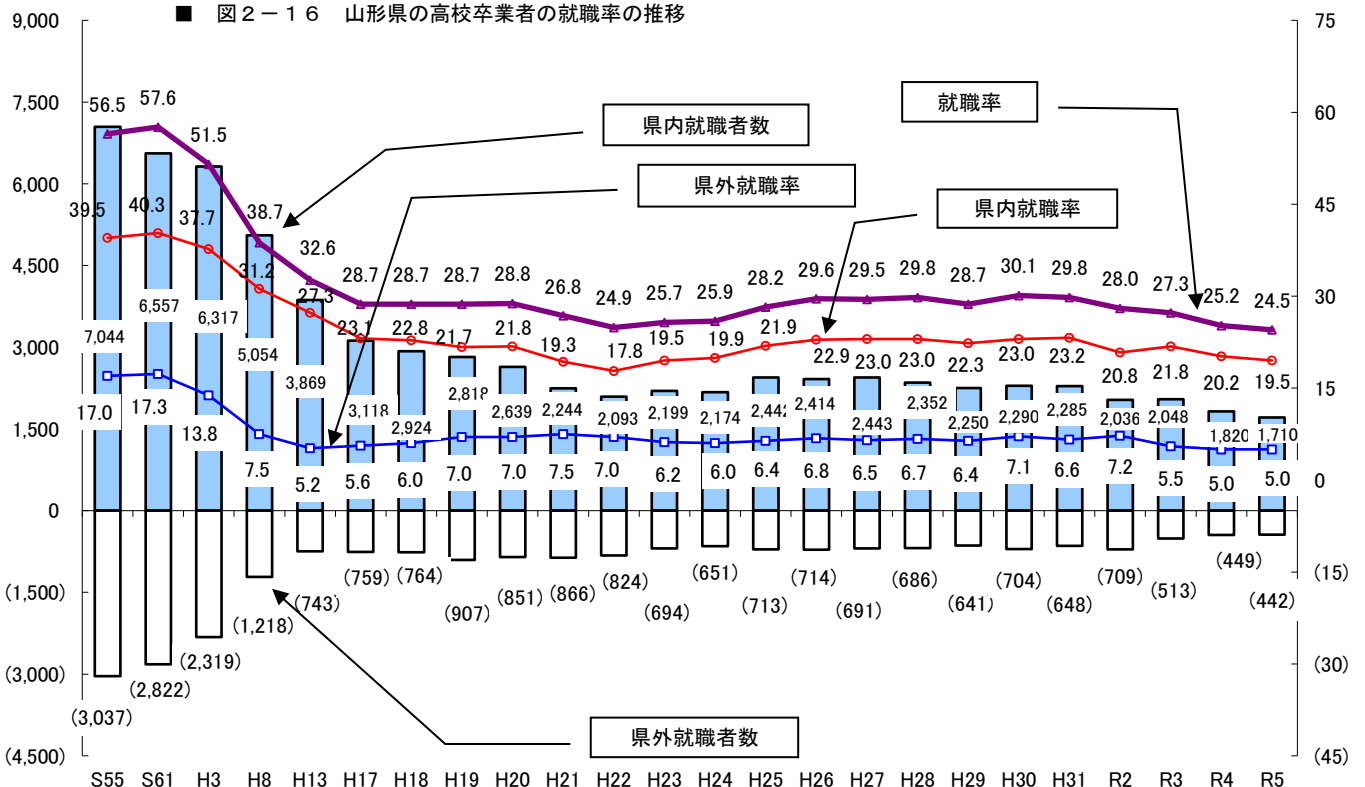 ■ 図２－１６ 山形県の高校卒業者の就職率の推移
9,000
7,500
6,000
4,500
3,000
1,500
0
(1,500)
(3,000)
(4,500)
75
60
45
30
15
0
(15)
(30)
(45)
就職率
県内就職者数
県外就職率
県内就職率
県外就職者数
56.5 57.6 51.5 38.7 32.6 28.7 28.7 28.7 28.8 26.8 24.9 25.7 25.9 28.2 29.6 29.5 29.8 28.7 30.1 29.8 28.0 27.3 25.2 24.5
39.5 40.3 37.7 31.2 27.3 23.1 22.8 21.7 21.8 19.3 17.8 19.5 19.9 21.9 22.9 23.0 23.0 22.3 23.0 23.2 20.8 21.8 20.2 19.5
7,044 6,557 6,317 5,054 3,869 3,118 2,924 2,818 2,639 2,244 2,093 2,199 2,174 2,442 2,414 2,443 2,352 2,250 2,290 2,285 2,036 2,048 1,820 1,710
17.0 17.3 13.8 7.5 5.2 5.6 6.0 7.0 7.0 7.5 7.0 6.2 6.0 6.4 6.8 6.5 6.7 6.4 7.1 6.6 7.2 5.5 5.0 5.0
(3,037) (2,822) (2,319) (1,218) (743) (759) (764) (907) (851) (866) (824) (694) (651) (713) (714) (691) (686) (641) (704) (648) (709) (513) (449) (442)
S55 S61 H3 H8 H13 H17 H18 H19 H20 H21 H22 H23 H24 H25 H26 H27 H28 H29 H30 H31 R2 R3 R4 R5